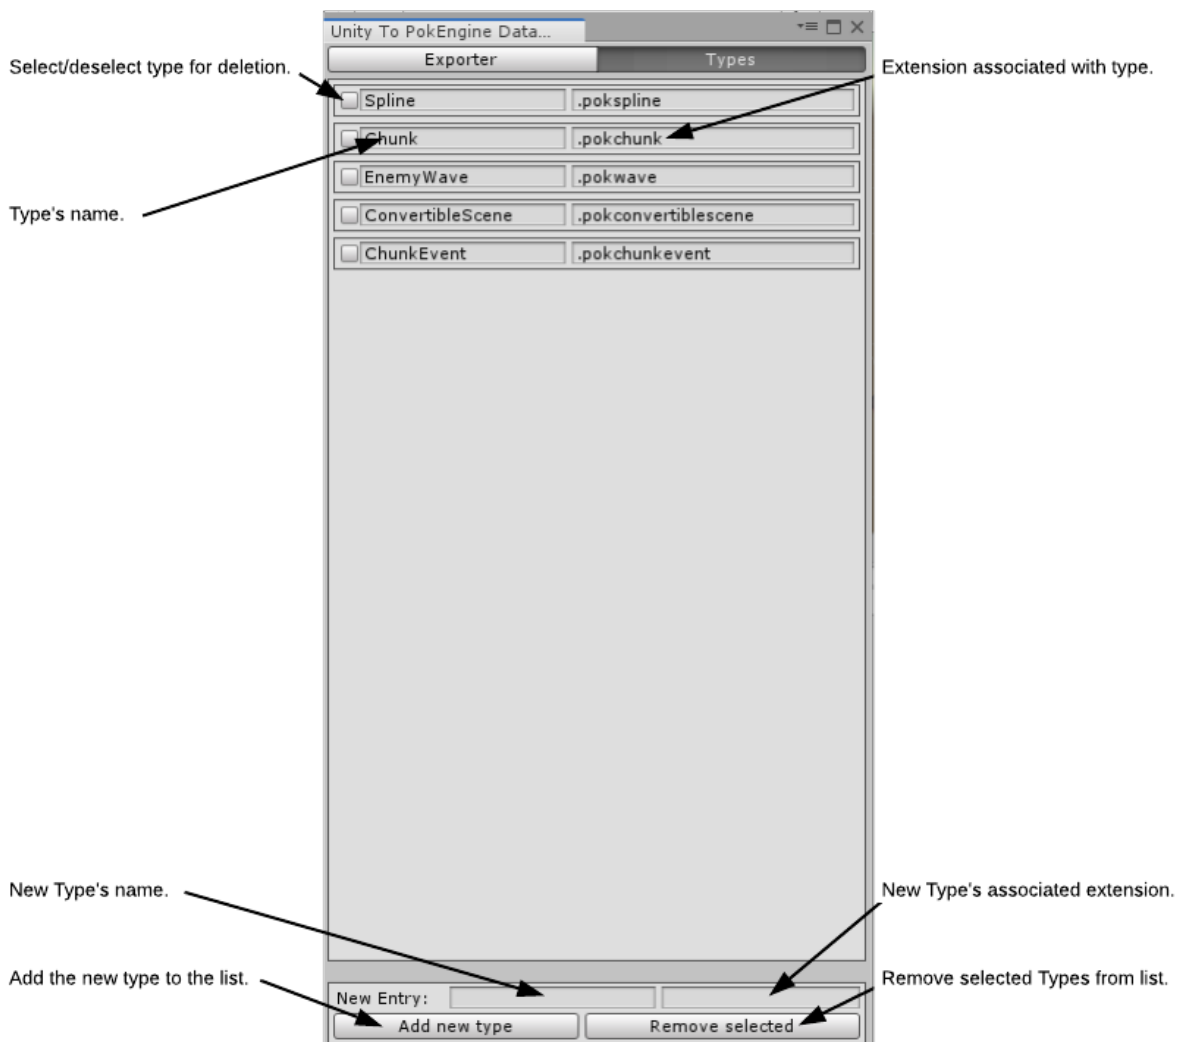 Unity To PokEngine Data...
Exporter
Types
Select/deselect type for deletion.
Extension associated with type.
Spline
.pokspline
Chunk
.pokchunk
EnemyWave
.pokwave
Type's name.
ConvertibleScene
.pokconvertiblescene
ChunkEvent
.pokchunkevent
New Type's name.
New Type's associated extension.
Add the new type to the list.
Remove selected Types from list.
New Entry:
Add new type
Remove selected